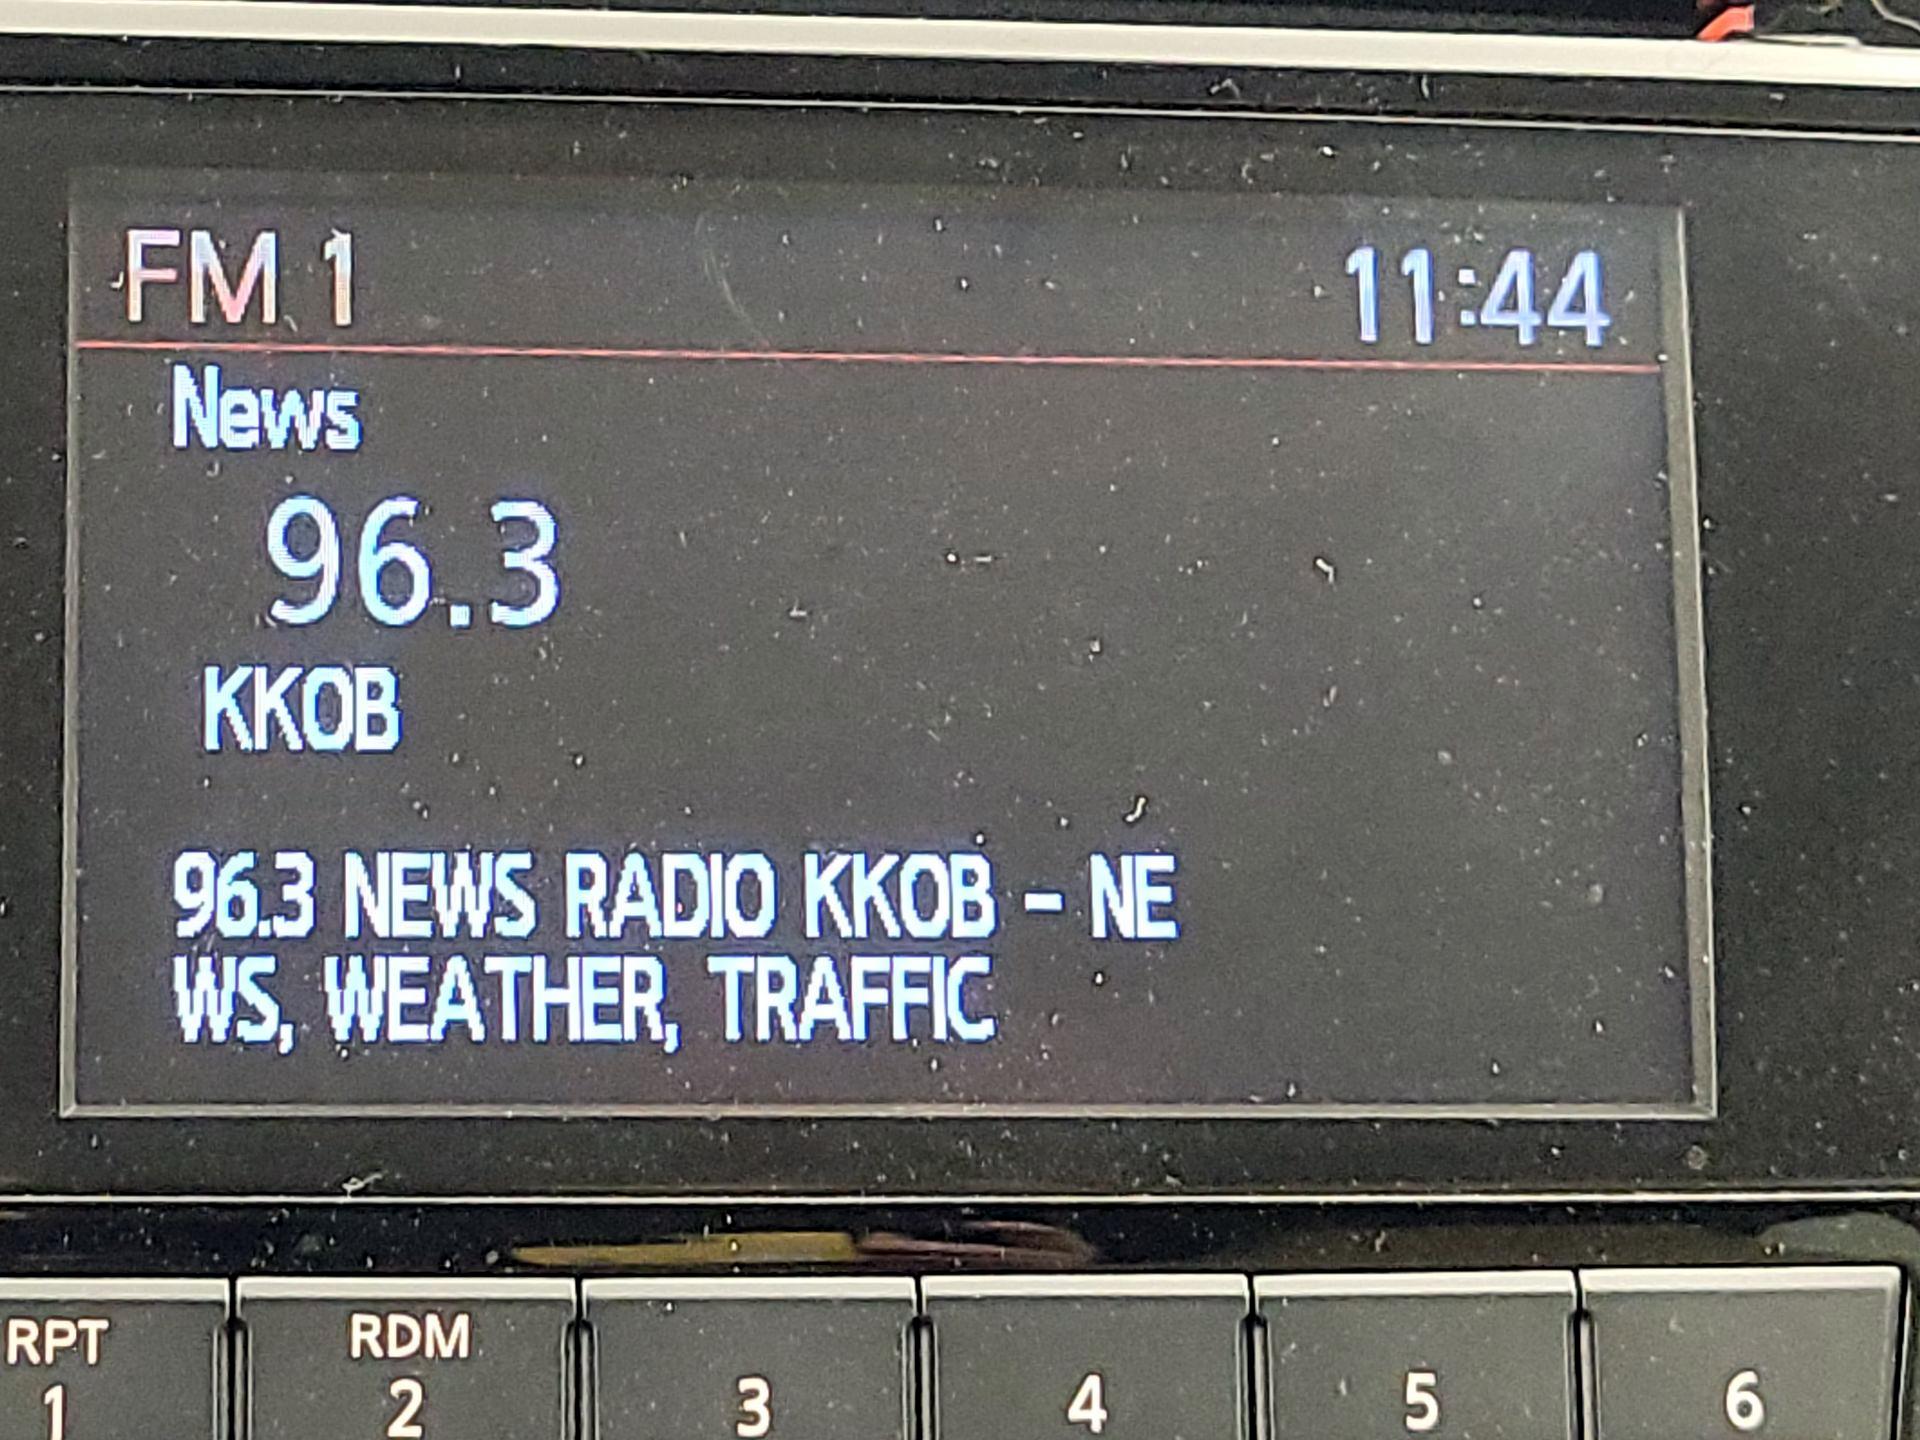 FM 1 11:44
News
96.3
KKOB
96.3 NEWS RADIO KKOB – NE
WS, WEATHER, TRAFFIC
RPT RDM
1 2 3 4 5 6